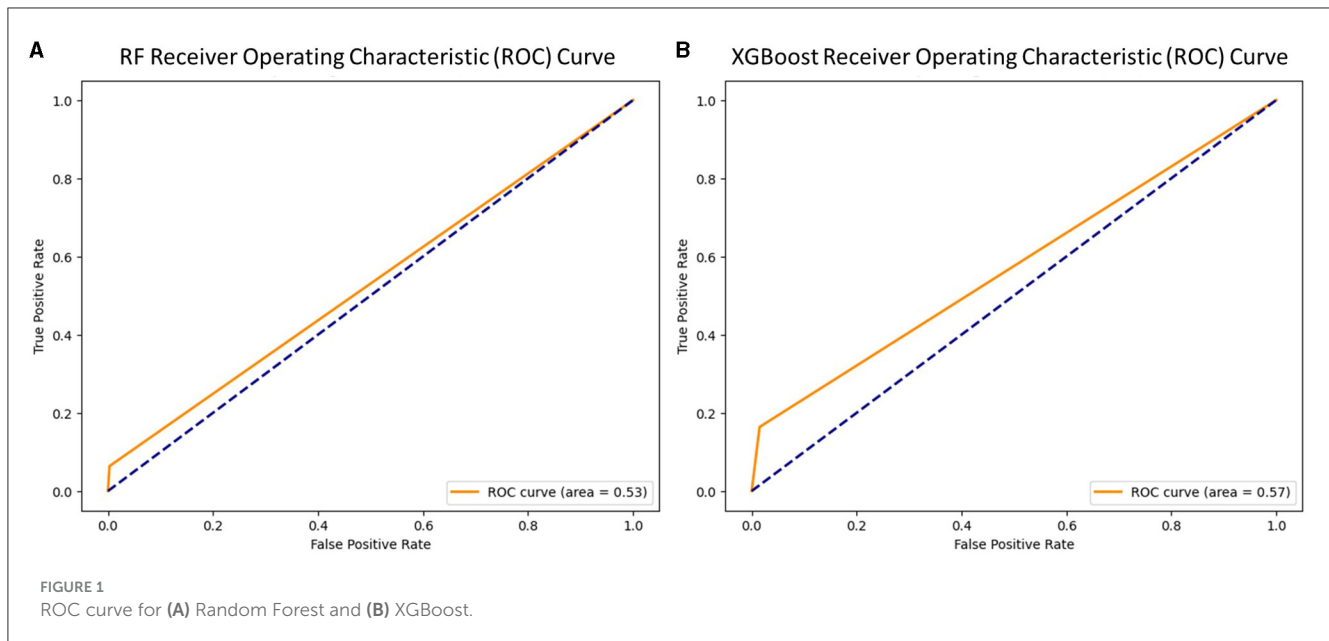 A
RF Receiver Operating Characteristic (ROC) Curve
1.0
0.8
0.6
0.4
0.2
0.0
True Positive Rate
0.0 0.2 0.4 0.6 0.8 1.0
False Positive Rate
ROC curve (area = 0.53)
B
XGBoost Receiver Operating Characteristic (ROC) Curve
1.0
0.8
0.6
0.4
0.2
0.0
True Positive Rate
0.0 0.2 0.4 0.6 0.8 1.0
False Positive Rate
ROC curve (area = 0.57)
FIGURE 1
ROC curve for (A) Random Forest and (B) XGBoost.